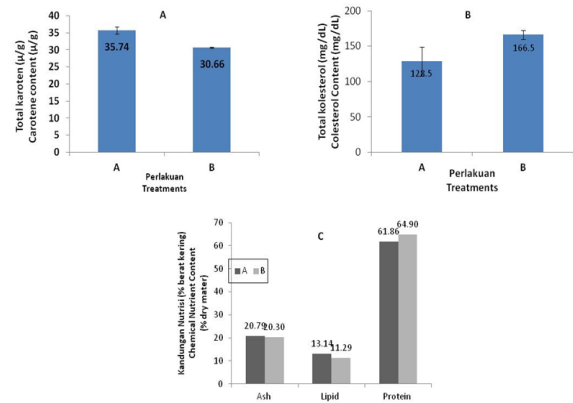 A
Total karoten (µ/g)
Carotene content (µ/g)
40
35
30
25
20
15
10
5
0
35.74
30.66
A
B
Perlakuan
Treatments
B
Total kolesterol (mg/dL)
Colesterol Content (mg/dL)
200
150
100
50
0
128.5
166.5
A
B
Perlakuan
Treatments
C
Kandungan Nutrisi (% berat kering)
Chemical Nutrient Content
(% dry mater)
70
60
50
40
30
20
10
0
A B
20.79
20.30
13.14
11.29
61.86
64.90
Ash
Lipid
Protein